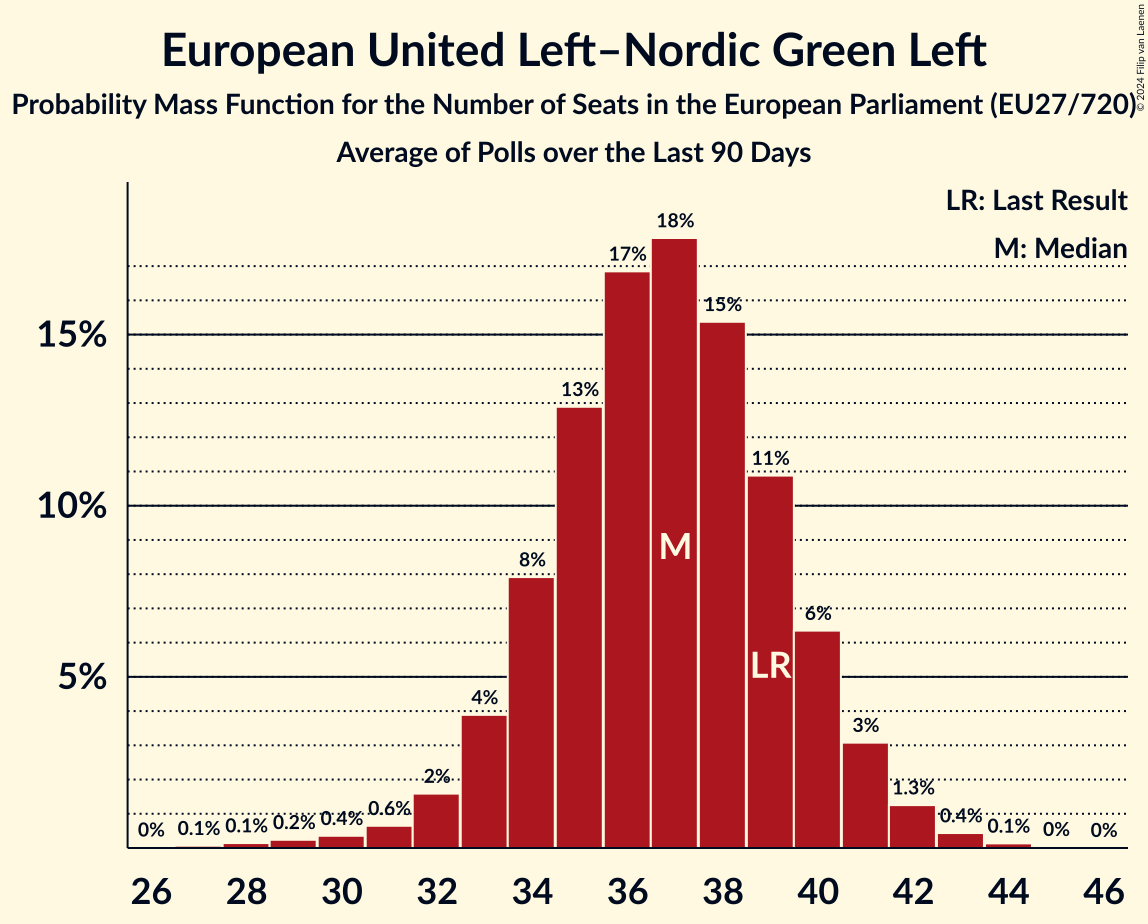 European United Left–Nordic Green Left
Probability Mass Function for the Number of Seats in the European Parliament (EU27/720)
Average of Polls over the Last 90 Days
© 2024 Filip van Laenen
LR: Last Result
M: Median
18%
17%
15%
15%
13%
11%
10%
M
8%
6%
LR
5%
4%
3%
2%
1.3%
0% 0.1% 0.1% 0.2% 0.4% 0.6% 0.4% 0.1% 0% 0%
26 28 30 32 34 36 38 40 42 44 46